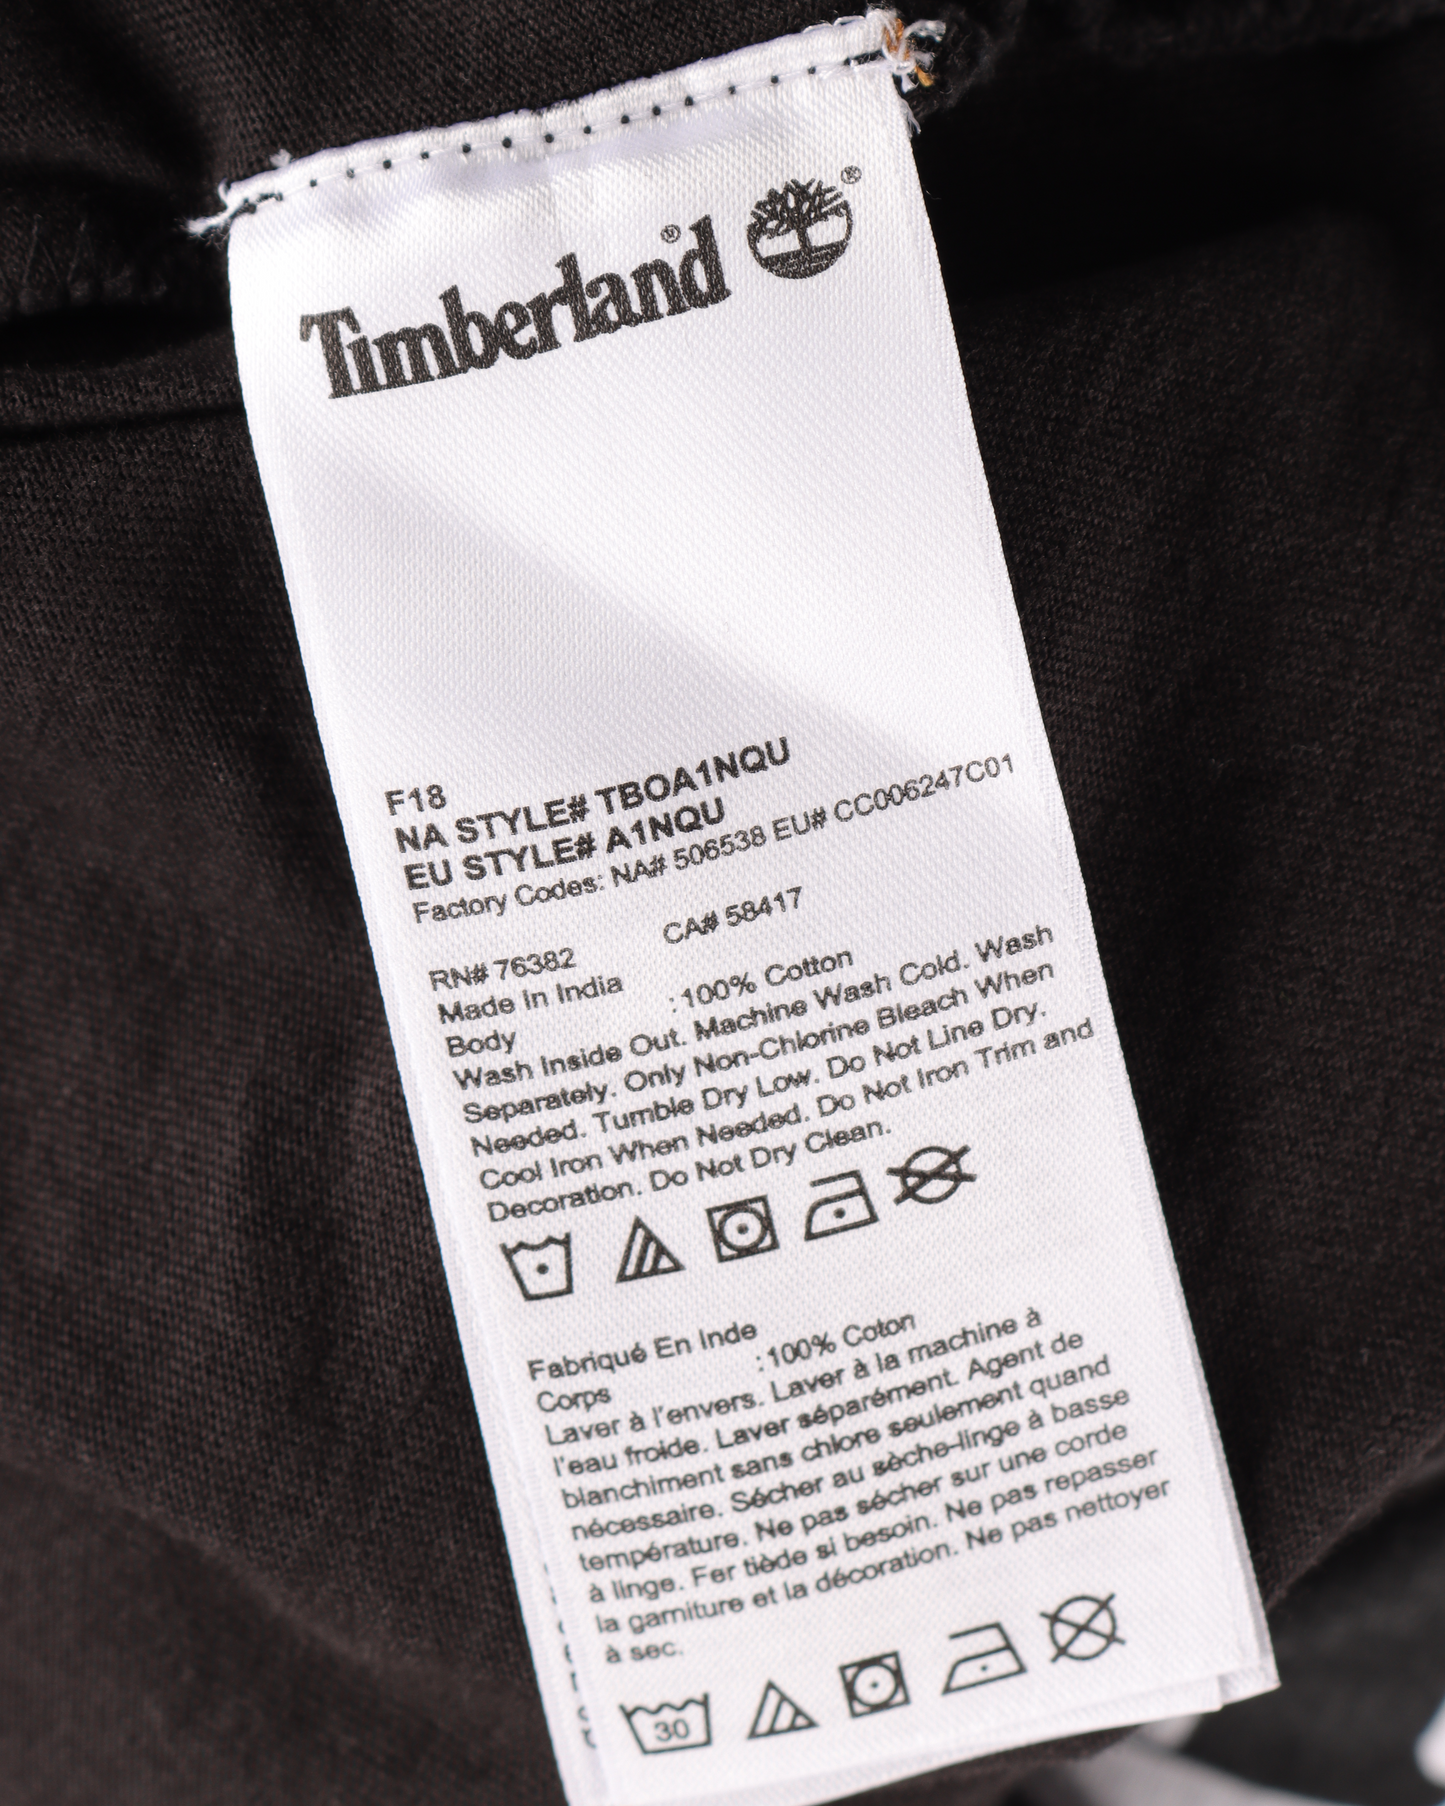 Timberland®
®
F18
NA STYLE# TBOA1NQU
EU STYLE# A1NQU
Factory Codes: NA# 506538 EU# CC006247C01
RN# 76382 CA# 58417
Made In India
Body :100% Cotton
Wash Inside Out. Machine Wash Cold. Wash
Separately. Only Non-Chlorine Bleach When
Needed. Tumble Dry Low. Do Not Line Dry.
Cool Iron When Needed. Do Not Iron Trim and
Decoration. Do Not Dry Clean.
Fabriqué En Inde
Corps :100% Coton
Laver à l'envers. Laver à la machine à
l'eau froide. Laver séparément. Agent de
blanchiment sans chlore seulement quand
nécessaire. Sécher au sèche-linge à basse
température. Ne pas sécher sur une corde
à linge. Fer tiède si besoin. Ne pas repasser
la garniture et la décoration. Ne pas nettoyer
à sec.
30